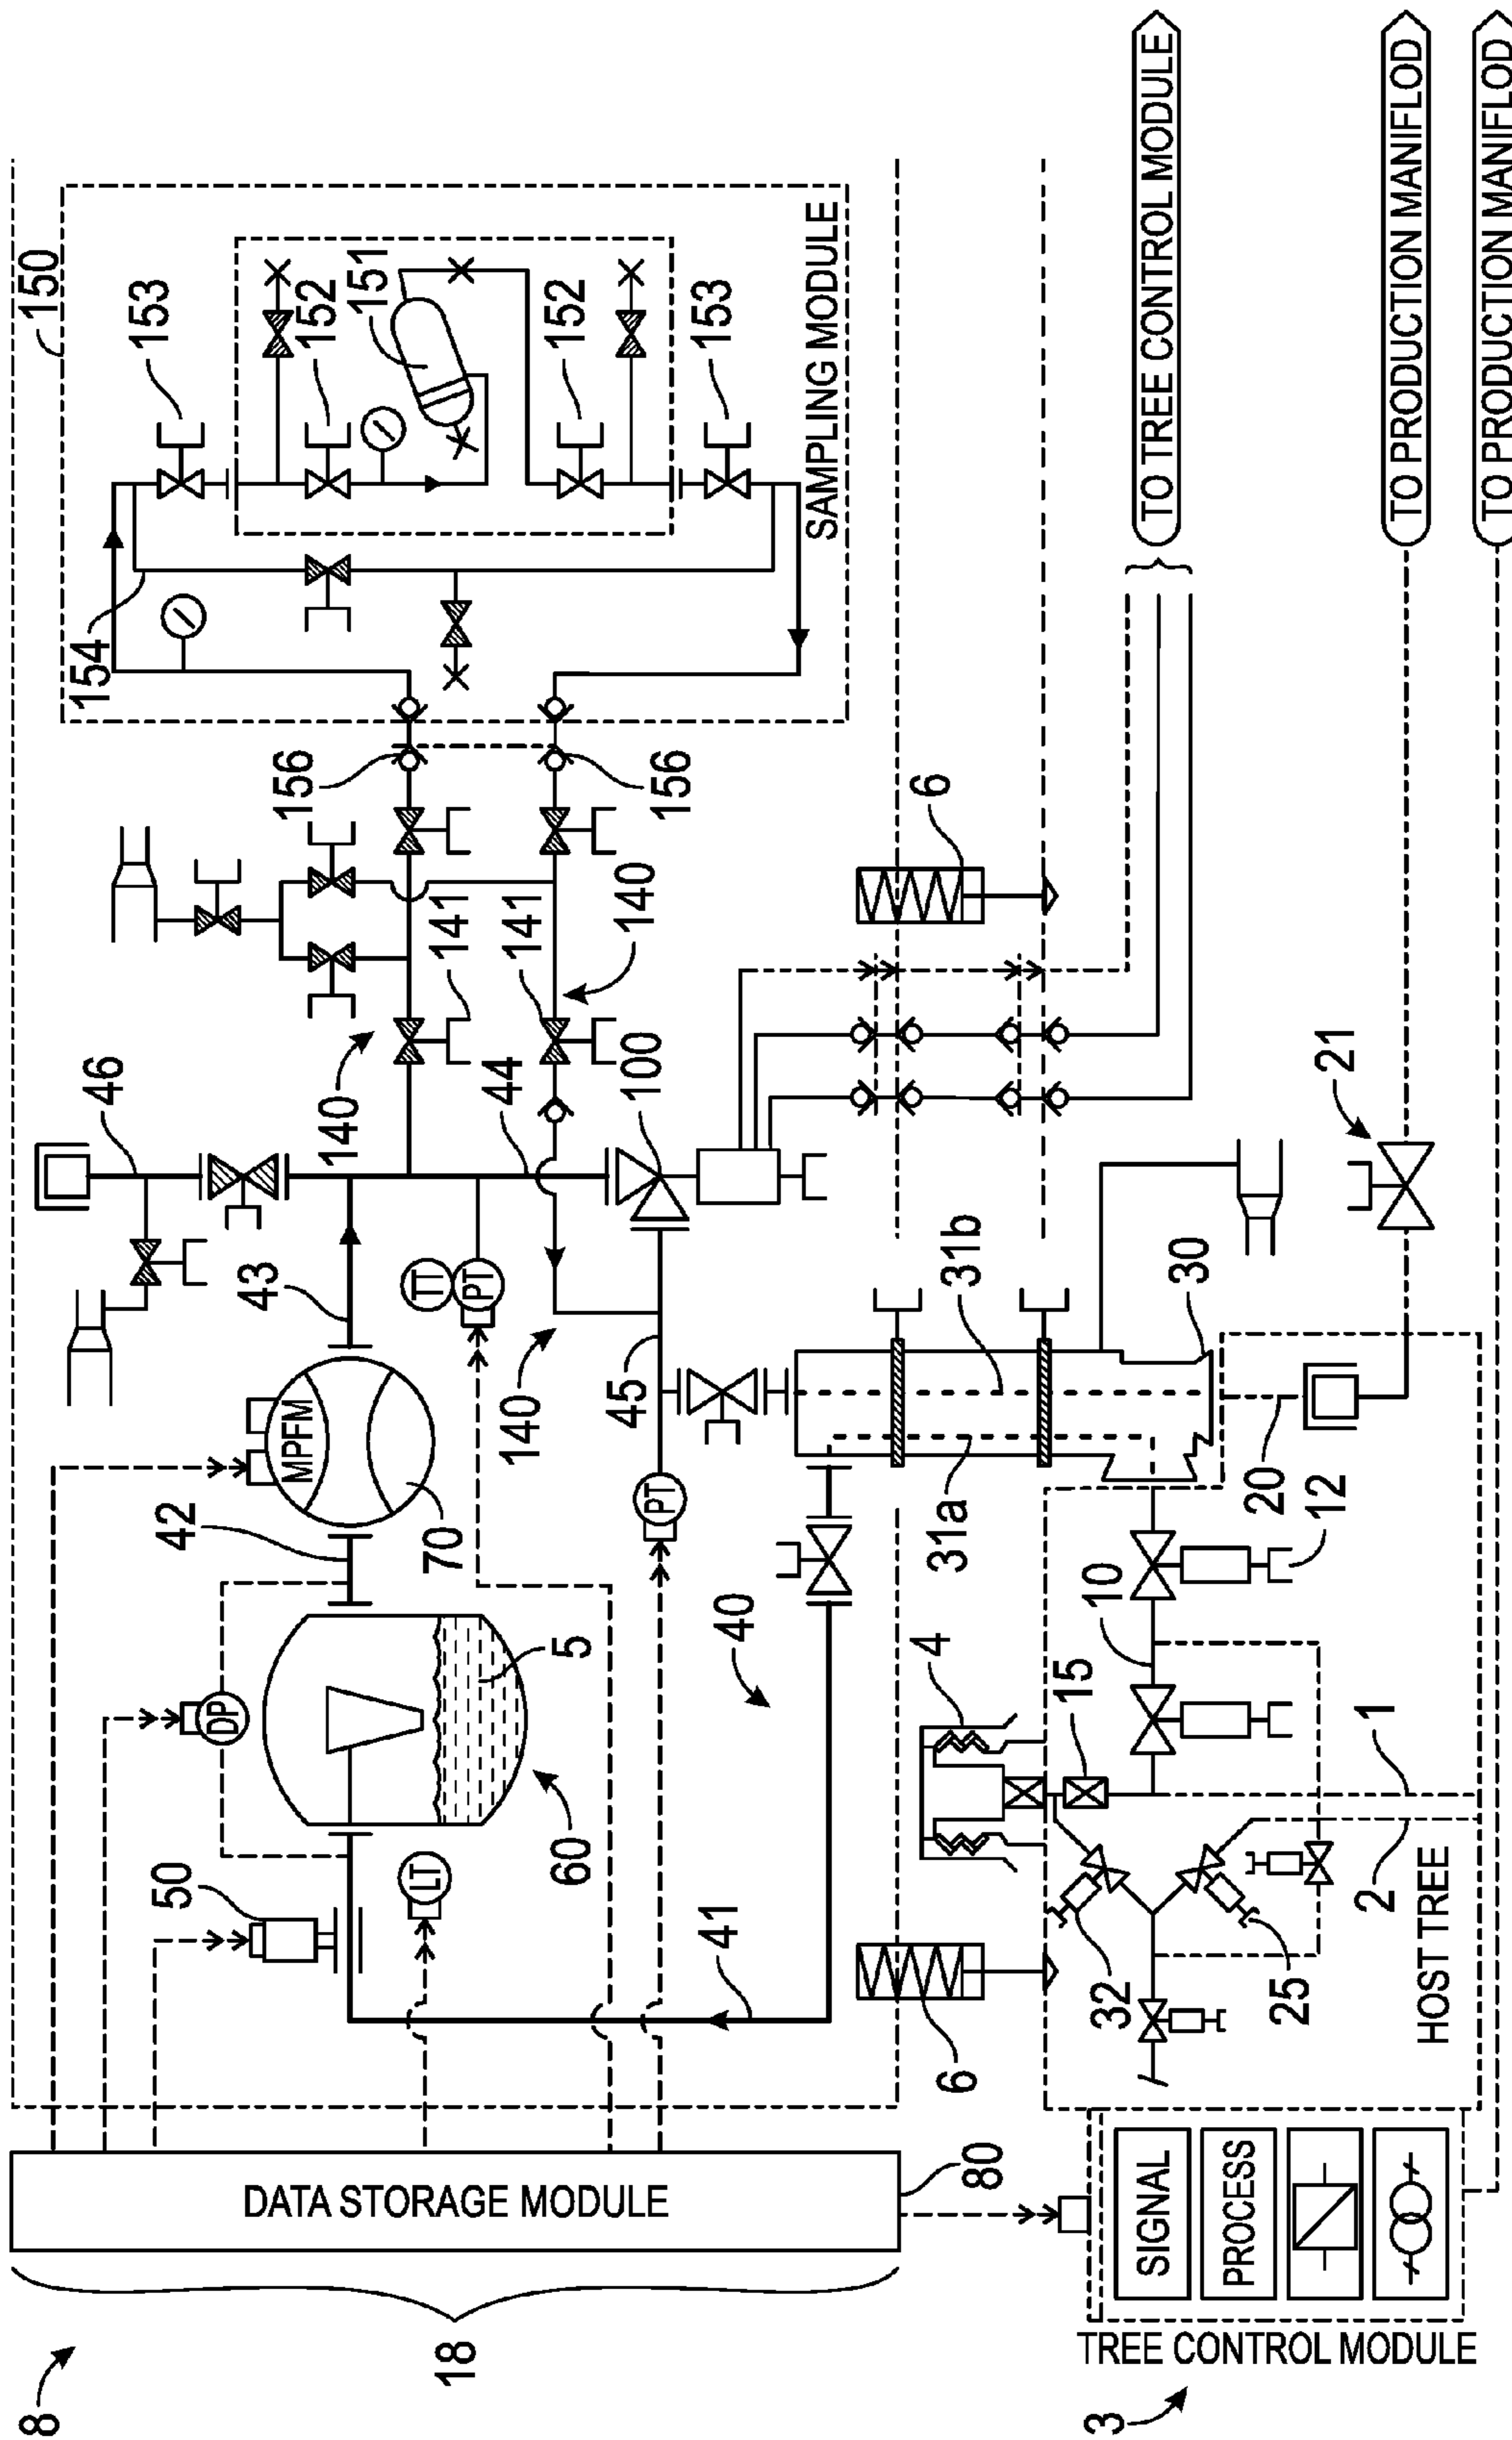 150
153
152
151
152
153
154
SAMPLING MODULE
156
156
6
TO TREE CONTROL MODULE
TO PRODUCTION MANIFLOD
TO PRODUCTION MANIFLOD
46
140
141
141
140
44
100
21
43
TT
PT
140
45
31b
30
MPFM
42
70
PT
31a
20
12
DP
5
60
40
4
10
15
1
50
LT
41
32
25
2
6
HOST TREE
DATA STORAGE MODULE
80
SIGNAL
PROCESS
8
18
TREE CONTROL MODULE
3